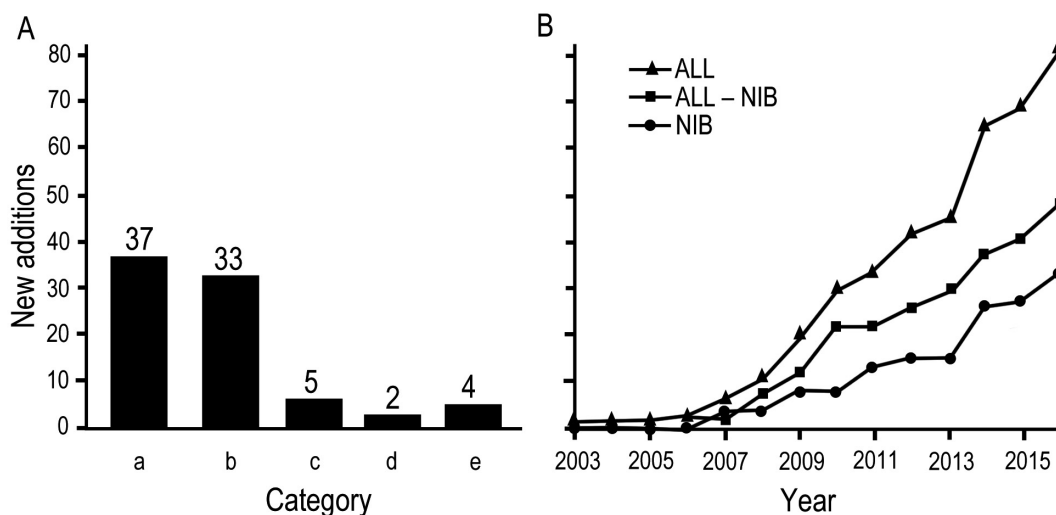 A
New additions
80
70
60
50
40
30
20
10
0
37
33
5
2
4
a b c d e
Category
B
ALL
ALL – NIB
NIB
2003 2005 2007 2009 2011 2013 2015
Year